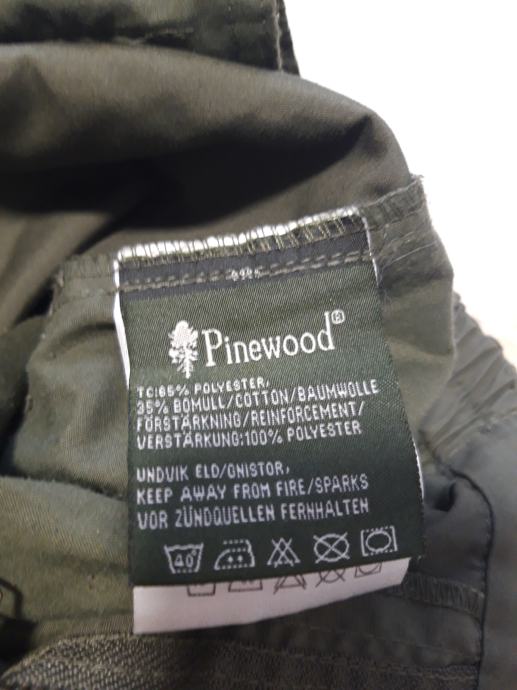 Pinewood®
TC:65% POLYESTER,
35% BOMULL/COTTON/BAUMWOLLE
FÖRSTÄRKNING/REINFORCEMENT/
VERSTÄRKUNG:100% POLYESTER
UNDVIK ELD/GNISTOR,
KEEP AWAY FROM FIRE/SPARKS
VOR ZÜNDQUELLEN FERNHALTEN
40°